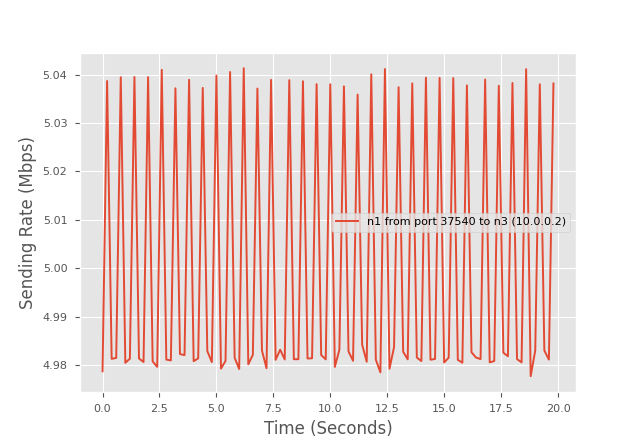 5.04
5.03
5.02
5.01
5.00
4.99
4.98
Sending Rate (Mbps)
n1 from port 37540 to n3 (10.0.0.2)
0.0 2.5 5.0 7.5 10.0 12.5 15.0 17.5 20.0
Time (Seconds)